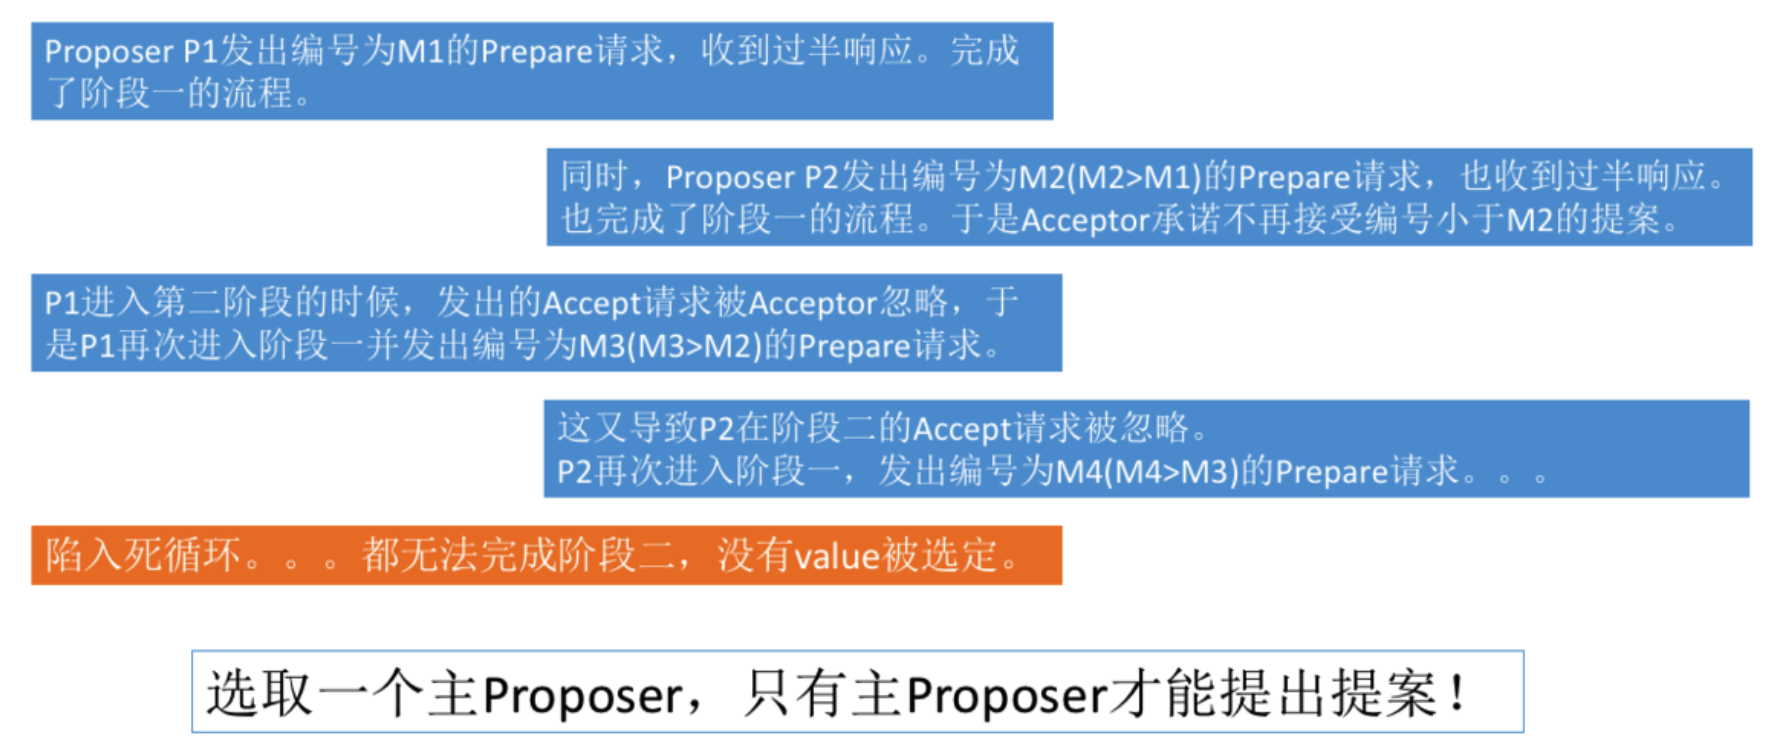 Proposer P1发出编号为M1的Prepare请求，收到过半响应。完成
了阶段一的流程。
同时，Proposer P2发出编号为M2(M2>M1)的Prepare请求，也收到过半响应。
也完成了阶段一的流程。于是Acceptor承诺不再接受编号小于M2的提案。
P1进入第二阶段的时候，发出的Accept请求被Acceptor忽略，于
是P1再次进入阶段一并发出编号为M3(M3>M2)的Prepare请求。
这又导致P2在阶段二的Accept请求被忽略。
P2再次进入阶段一，发出编号为M4(M4>M3)的Prepare请求。。。
陷入死循环。。。都无法完成阶段二，没有value被选定。
选取一个主Proposer，只有主Proposer才能提出提案！